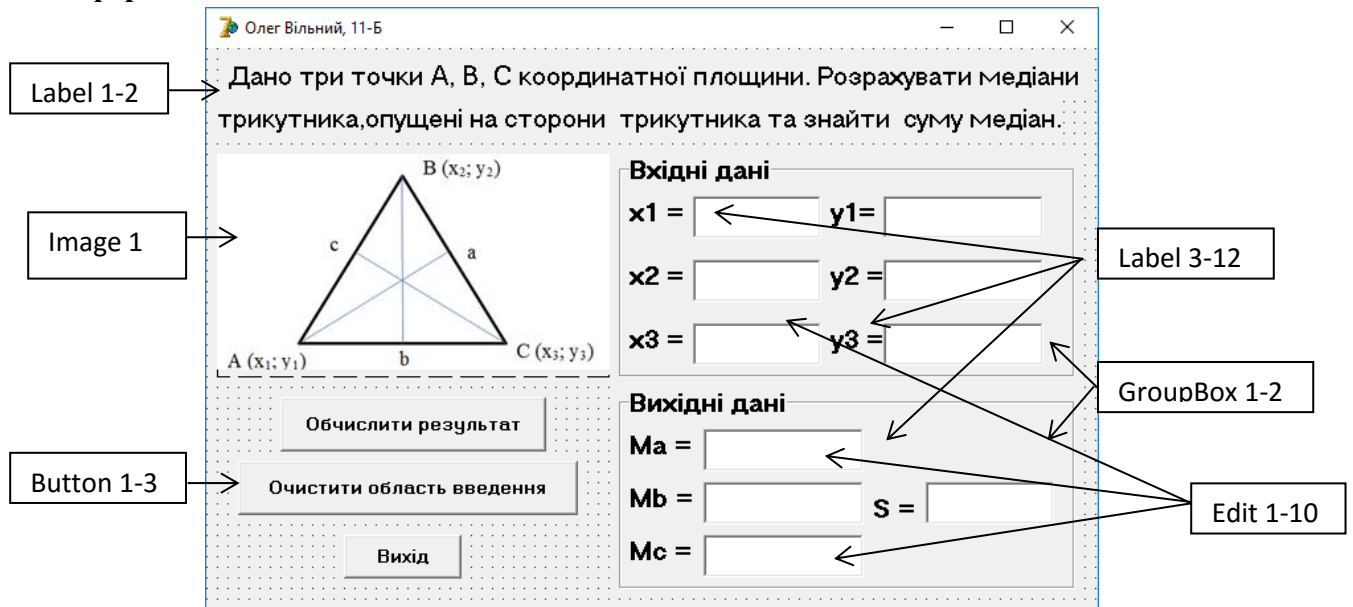 Олег Вільний, 11-Б
Дано три точки A, B, C координатної площини. Розрахувати медіани
трикутника,опущені на сторони трикутника та знайти суму медіан.
Label 1-2
Image 1
B (x₂; y₂)
c
a
A (x₁; y₁)
b
C (x₃; y₃)
Вхідні дані
x1 = y1=
x2 = y2 =
x3 = y3 =
Label 3-12
GroupBox 1-2
Обчислити результат
Очистити область введення
Вихід
Button 1-3
Вихідні дані
Ma =
Mb = S =
Mc =
Edit 1-10